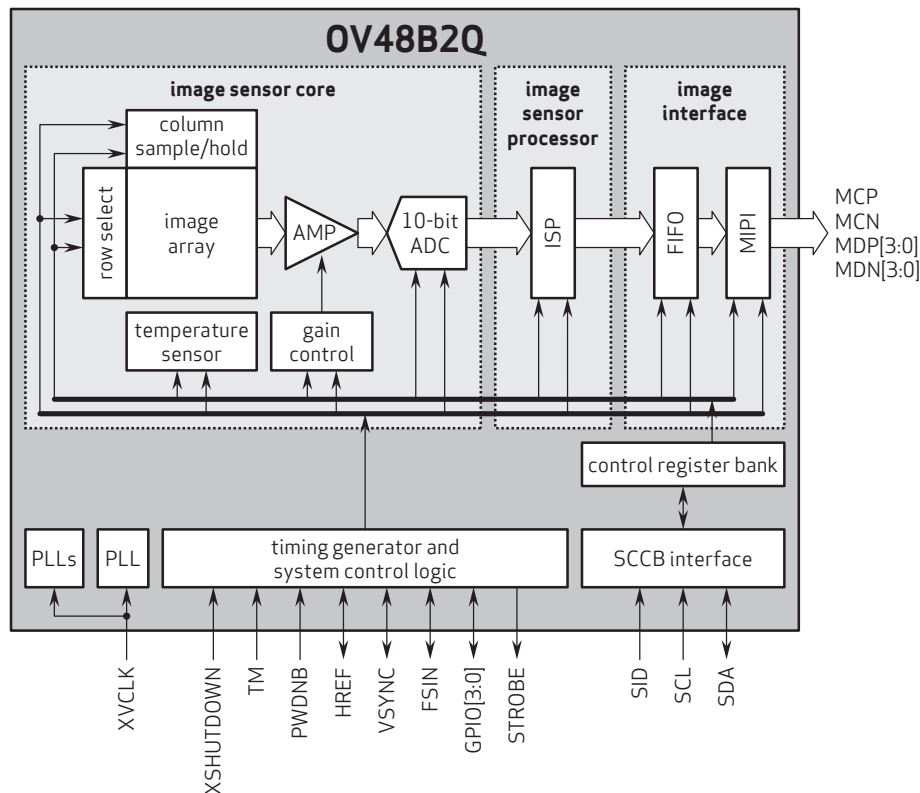 OV48B2Q
image sensor core
image
sensor
processor
image
interface
column
sample/hold
row select
image
array
AMP
10-bit
ADC
ISP
FIFO
MIPI
MCP
MCN
MDP[3:0]
MDN[3:0]
temperature
sensor
gain
control
control register bank
PLLs
PLL
timing generator and
system control logic
SCCB interface
XVCLK
XSHUTDOWN
TM
PWDNB
HREF
VSYNC
FSIN
GPIO[3:0]
STROBE
SID
SCL
SDA